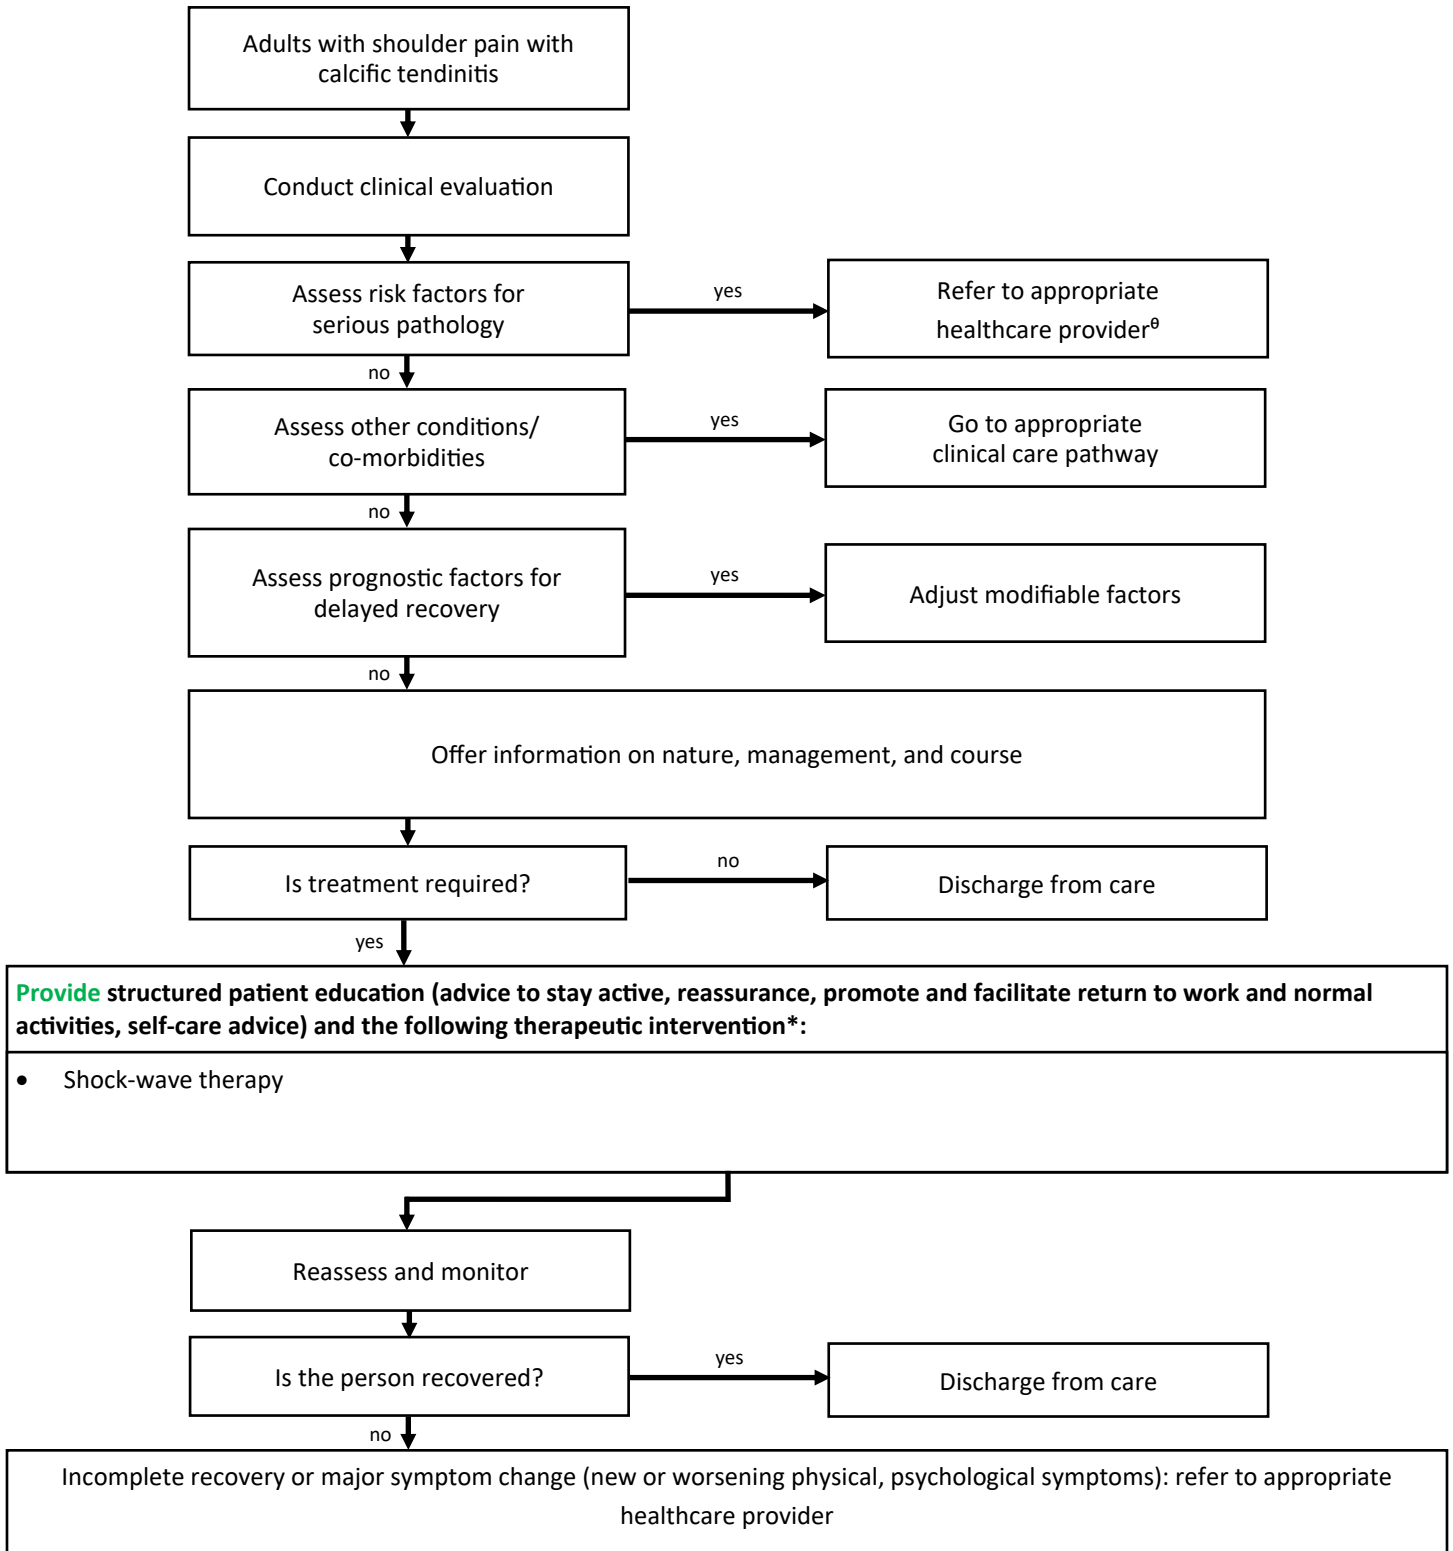 Adults with shoulder pain with
calcific tendinitis
Conduct clinical evaluation
Assess risk factors for
serious pathology
yes
Refer to appropriate
healthcare providerᶿ
no
Assess other conditions/
co-morbidities
yes
Go to appropriate
clinical care pathway
no
Assess prognostic factors for
delayed recovery
yes
Adjust modifiable factors
no
Offer information on nature, management, and course
Is treatment required?
no
Discharge from care
yes
Provide structured patient education (advice to stay active, reassurance, promote and facilitate return to work and normal
activities, self-care advice) and the following therapeutic intervention*:
• Shock-wave therapy
Reassess and monitor
Is the person recovered?
yes
Discharge from care
no
Incomplete recovery or major symptom change (new or worsening physical, psychological symptoms): refer to appropriate
healthcare provider